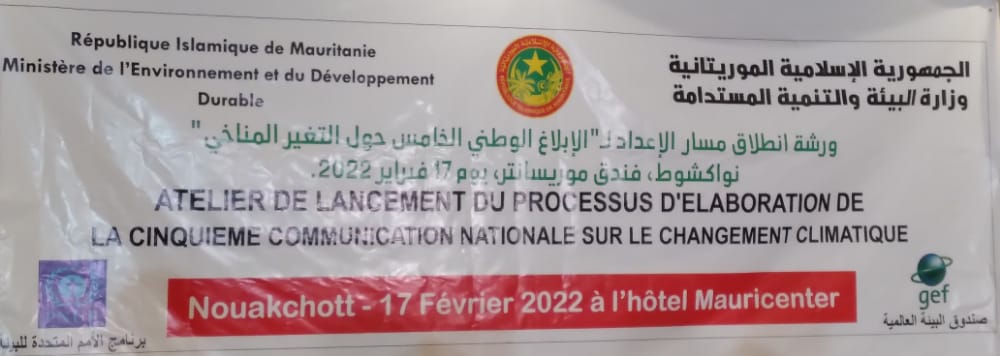 République Islamique de Mauritanie
Ministère de l'Environnement et du Développement
Durable
الجمهورية الإسلامية الموريتانية
وزارة البيئة والتنمية المستدامة
ورشة انطلاق مسار الإعداد لـ"الإبلاغ الوطني الخامس حول التغير المناخي"
نواكشوط، فندق موريسانتر، يوم 17 فبراير 2022.
ATELIER DE LANCEMENT DU PROCESSUS D'ELABORATION DE
LA CINQUIEME COMMUNICATION NATIONALE SUR LE CHANGEMENT CLIMATIQUE
Nouakchott - 17 Février 2022 à l'hôtel Mauricenter
gef
صندوق البيئة العالمية
برنامج الأمم المتحدة للبيئة